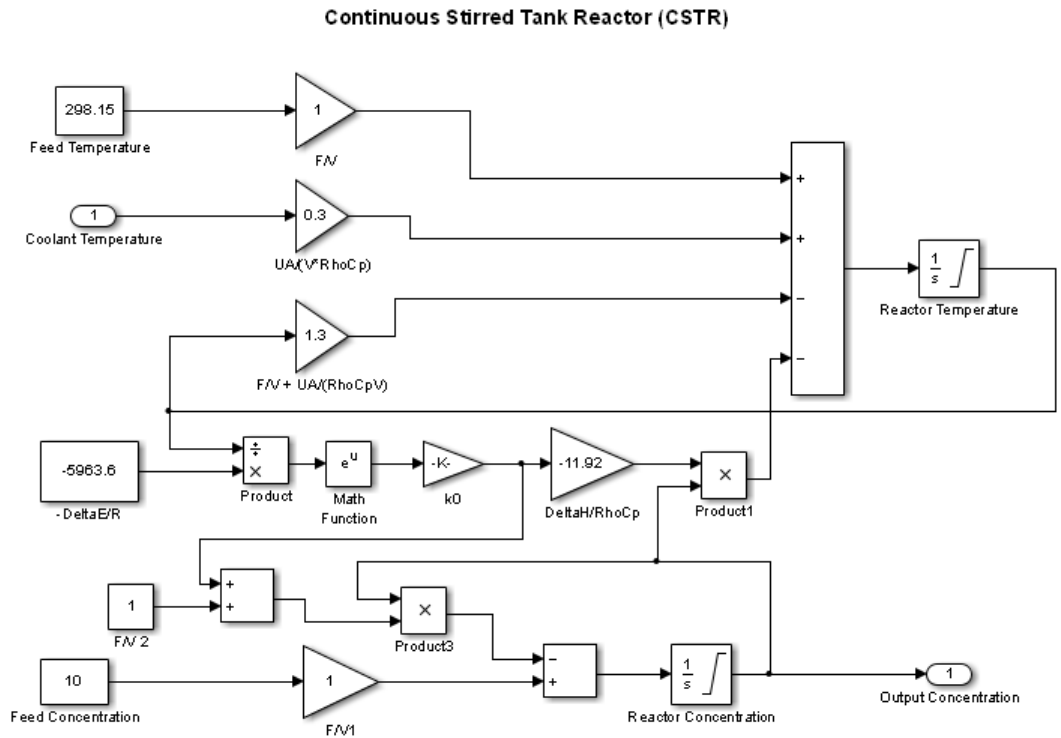 Continuous Stirred Tank Reactor (CSTR)
298.15
Feed Temperature
1
F/V
1
Coolant Temperature
0.3
UA/(V*RhoCp)
1.3
F/V + UA/(RhoCpV)
+
+
−
−
1
s
Reactor Temperature
-5963.6
- DeltaE/R
÷
×
Product
e^u
Math
Function
-K-
k0
-11.92
DeltaH/RhoCp
×
Product1
1
F/V 2
+
+
×
Product3
10
Feed Concentration
1
F/V1
−
+
1
s
Reactor Concentration
1
Output Concentration